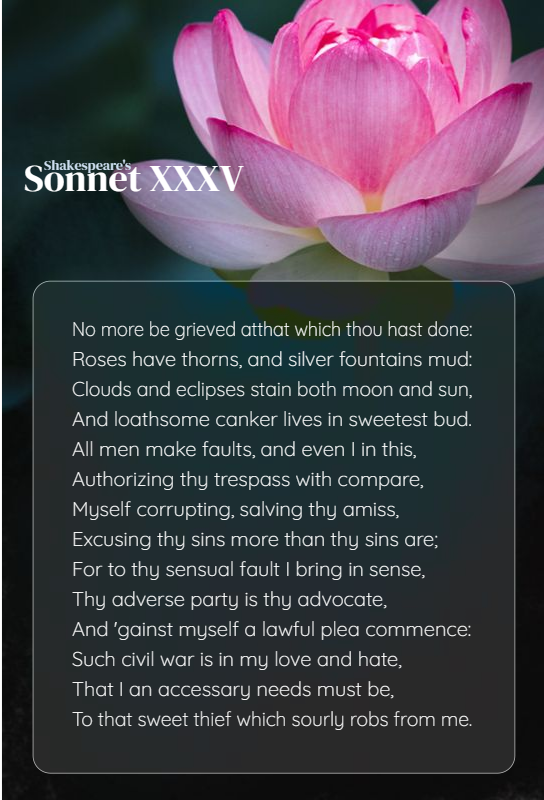 Shakespeare's
Sonnet XXXV
No more be grieved atthat which thou hast done:
Roses have thorns, and silver fountains mud:
Clouds and eclipses stain both moon and sun,
And loathsome canker lives in sweetest bud.
All men make faults, and even I in this,
Authorizing thy trespass with compare,
Myself corrupting, salving thy amiss,
Excusing thy sins more than thy sins are;
For to thy sensual fault I bring in sense,
Thy adverse party is thy advocate,
And 'gainst myself a lawful plea commence:
Such civil war is in my love and hate,
That I an accessary needs must be,
To that sweet thief which sourly robs from me.